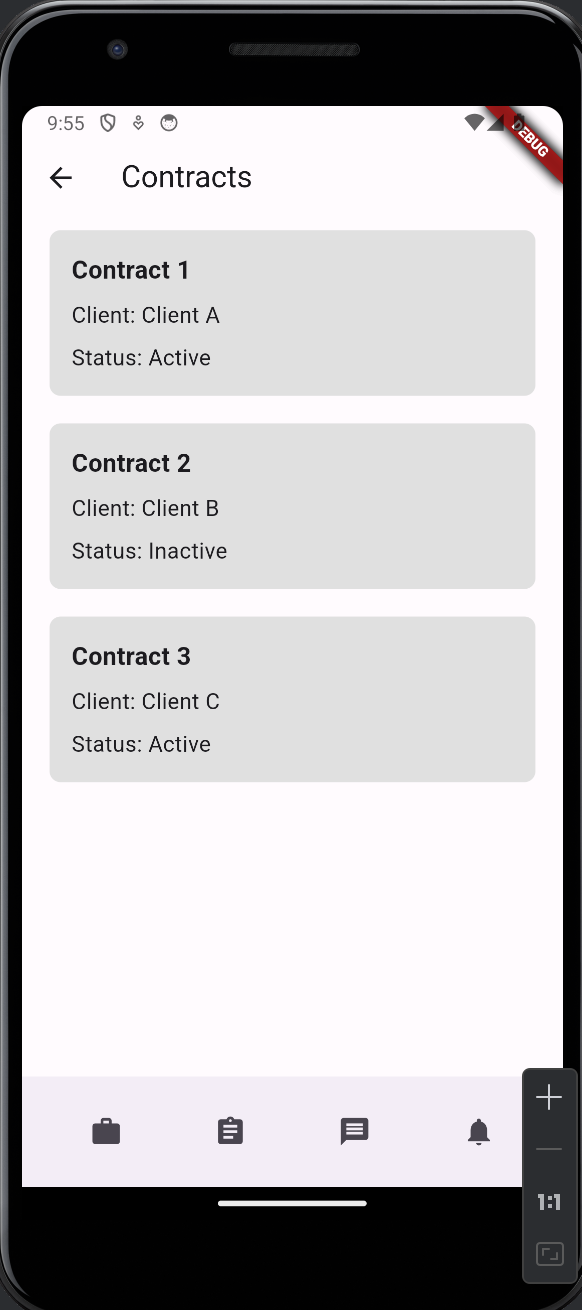 9:55
DEBUG
Contracts
Contract 1
Client: Client A
Status: Active
Contract 2
Client: Client B
Status: Inactive
Contract 3
Client: Client C
Status: Active
1:1